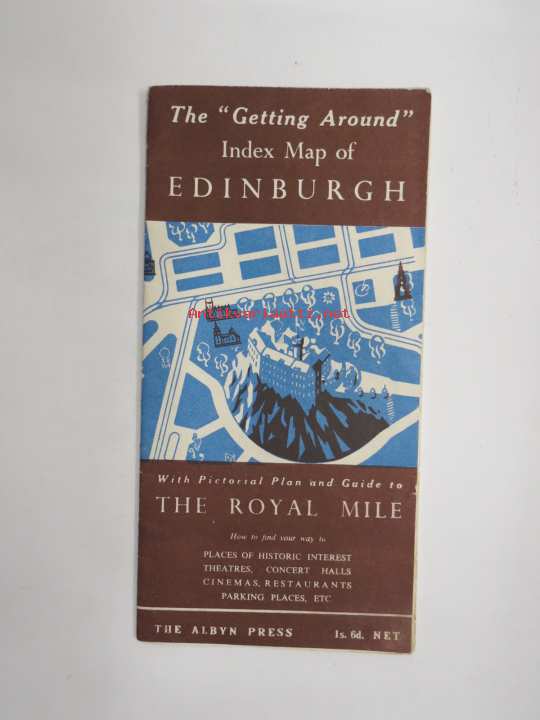 The "Getting Around"
Index Map of
EDINBURGH
Antikvariaatti.net
With Pictorial Plan and Guide to
THE ROYAL MILE
How to find your way to
PLACES OF HISTORIC INTEREST
THEATRES, CONCERT HALLS
CINEMAS, RESTAURANTS
PARKING PLACES, ETC
THE ALBYN PRESS 1s. 6d. NET